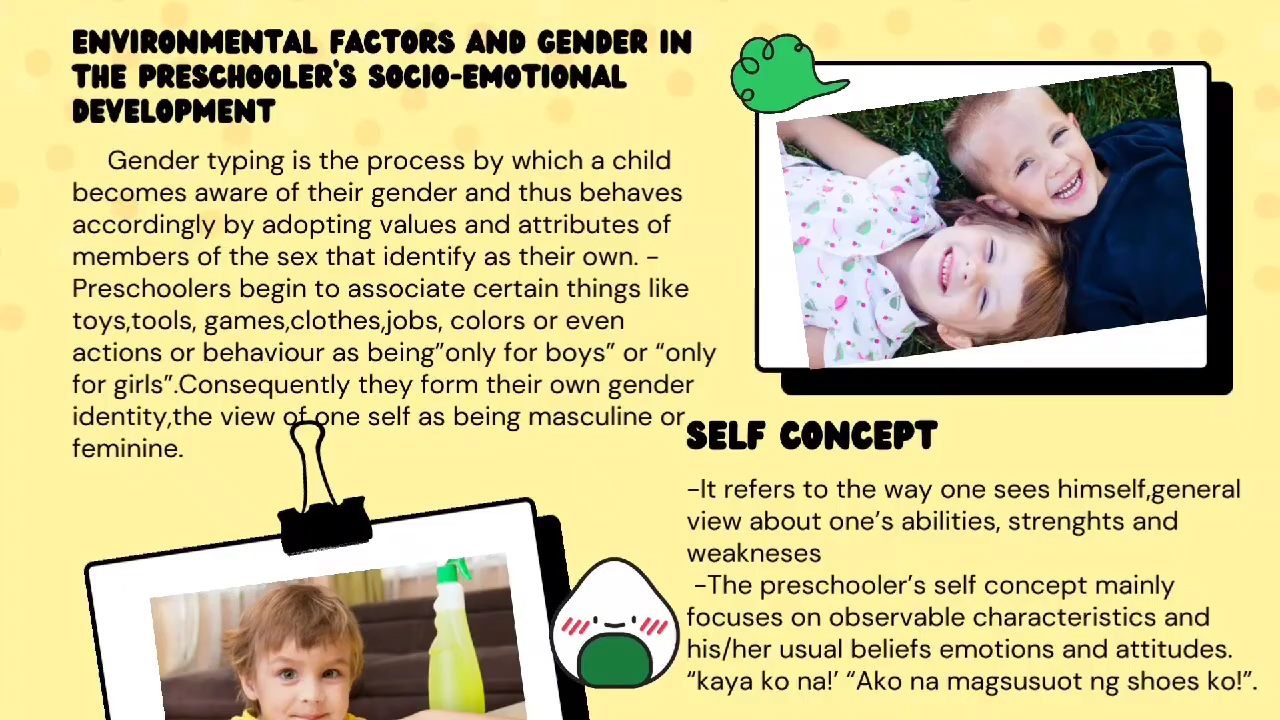 ENVIRONMENTAL FACTORS AND GENDER IN
THE PRESCHOOLER'S SOCIO-EMOTIONAL
DEVELOPMENT
Gender typing is the process by which a child
becomes aware of their gender and thus behaves
accordingly by adopting values and attributes of
members of the sex that identify as their own. -
Preschoolers begin to associate certain things like
toys,tools, games,clothes,jobs, colors or even
actions or behaviour as being”only for boys” or “only
for girls”.Consequently they form their own gender
identity,the view of one self as being masculine or
feminine.
SELF CONCEPT
-It refers to the way one sees himself,general
view about one’s abilities, strenghts and
weakneses
-The preschooler’s self concept mainly
focuses on observable characteristics and
his/her usual beliefs emotions and attitudes.
“kaya ko na!’ “Ako na magsusuot ng shoes ko!”.